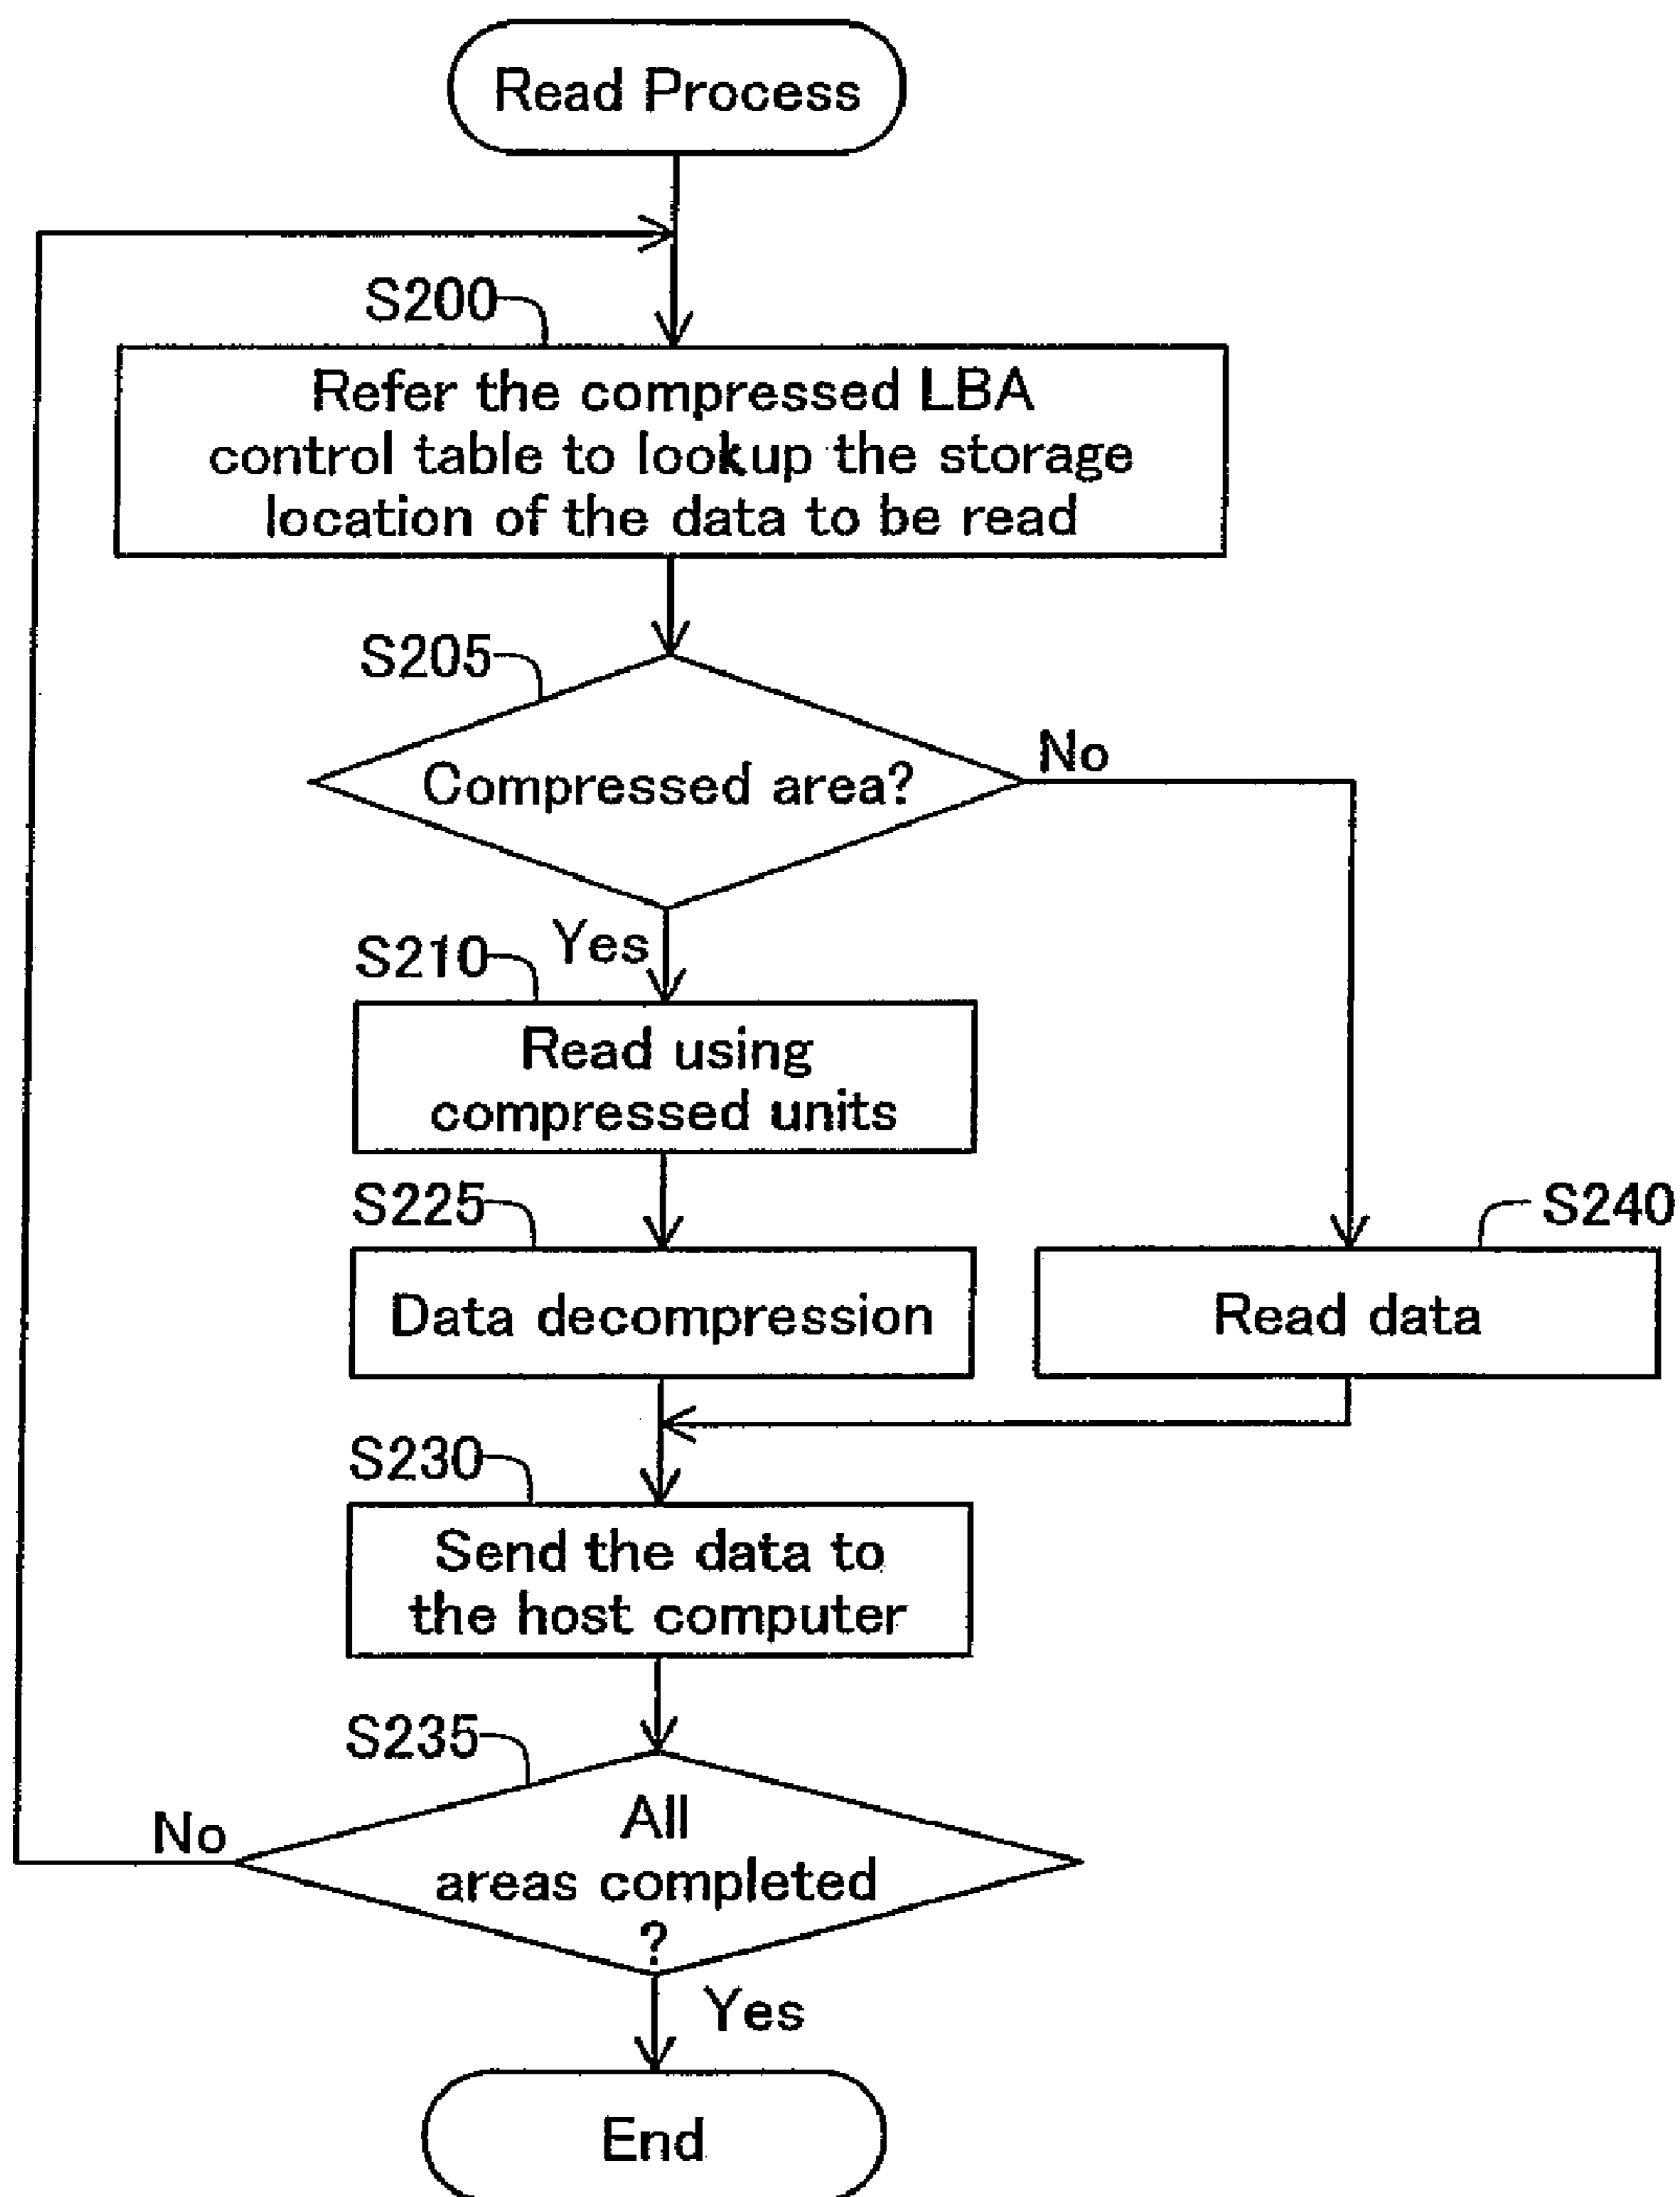 Read Process
S200
Refer the compressed LBA
control table to lookup the storage
location of the data to be read
S205
Compressed area?
No
Yes
S210
Read using
compressed units
S225
Data decompression
S240
Read data
S230
Send the data to
the host computer
S235
All
areas completed
?
No
Yes
End